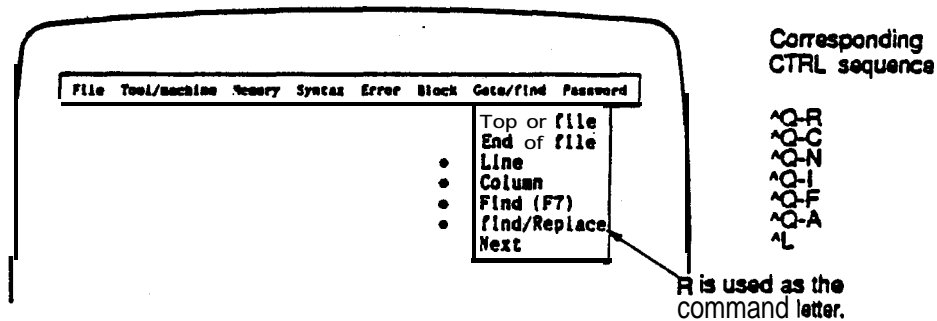 Corresponding
CTRL sequence
File Tool/machine Memory Syntax Error Block Goto/find Password
Top or file ^Q-R
End of file ^Q-C
Line ^Q-N
Column ^Q-I
Find (F7) ^Q-F
find/Replace ^Q-A
Next ^L
R is used as the
command letter.